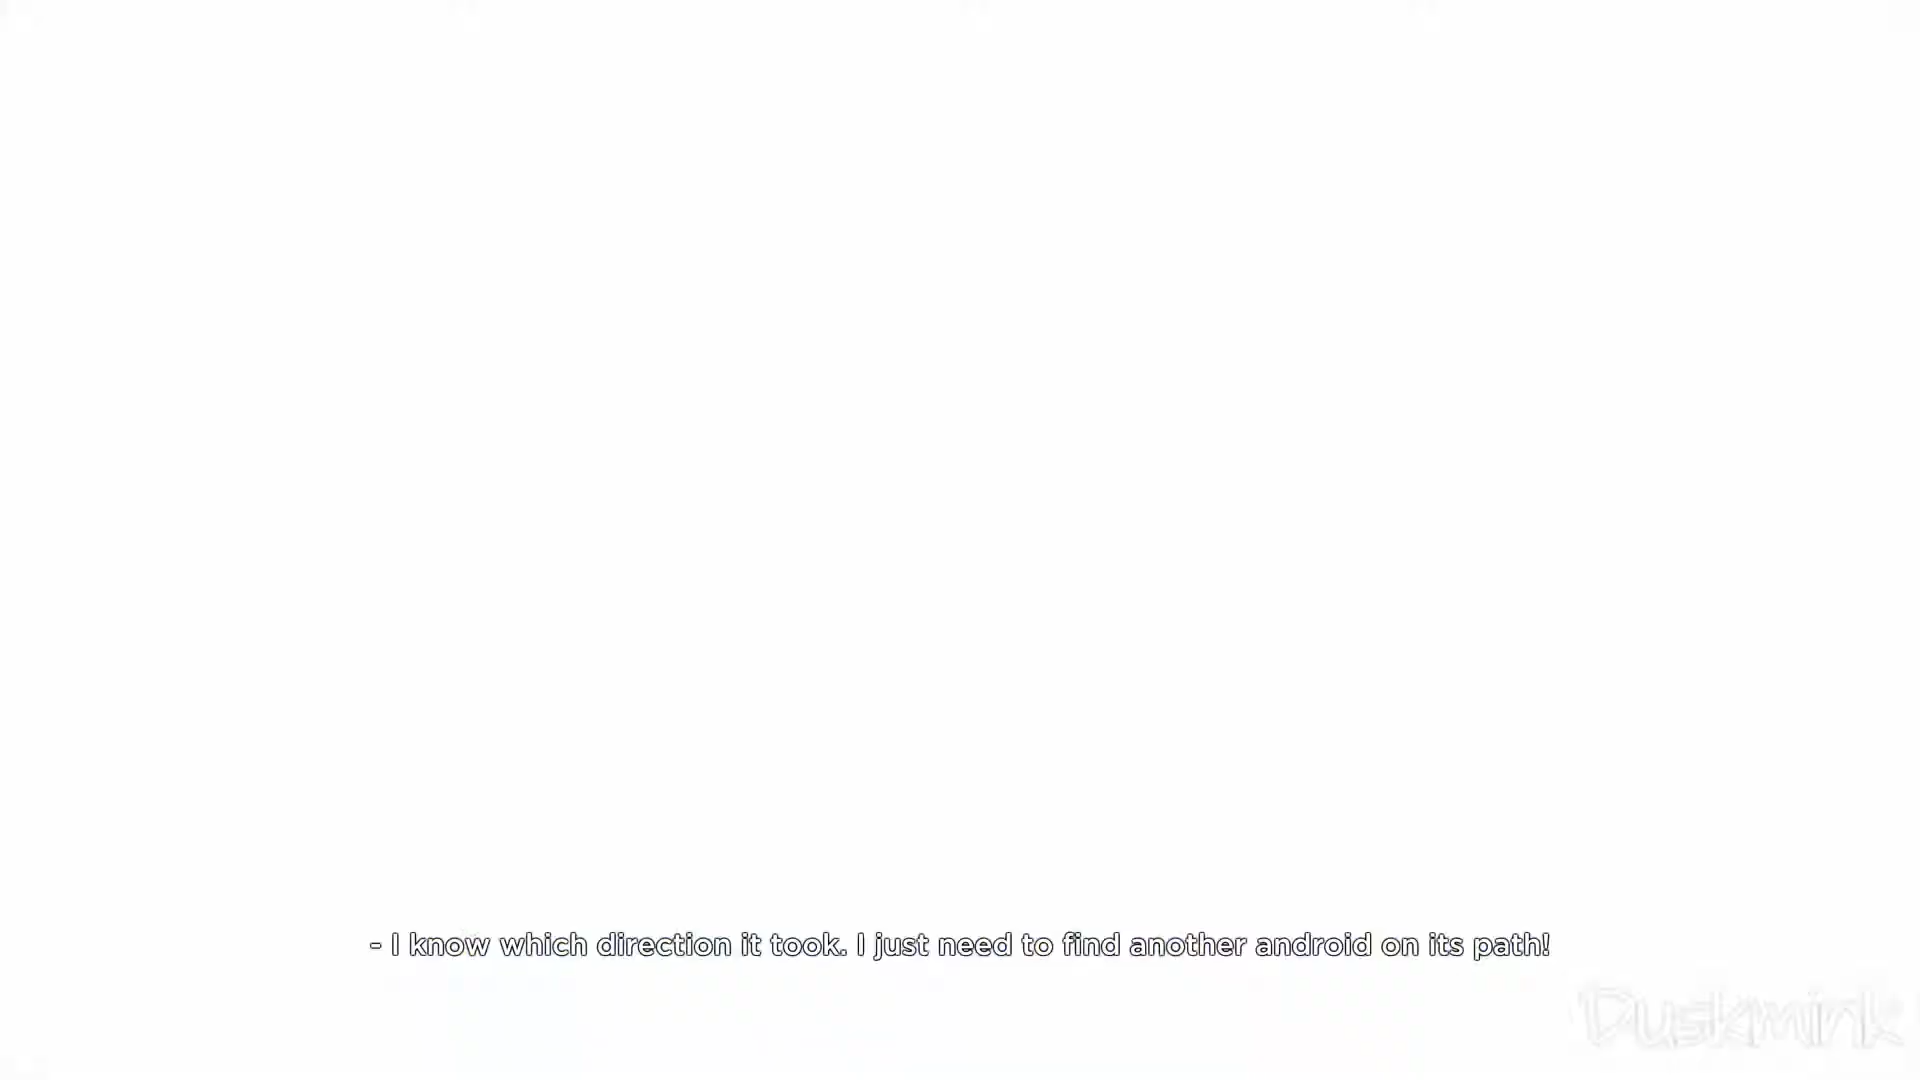 - I know which direction it took. I just need to find another android on its path!
Duskmink